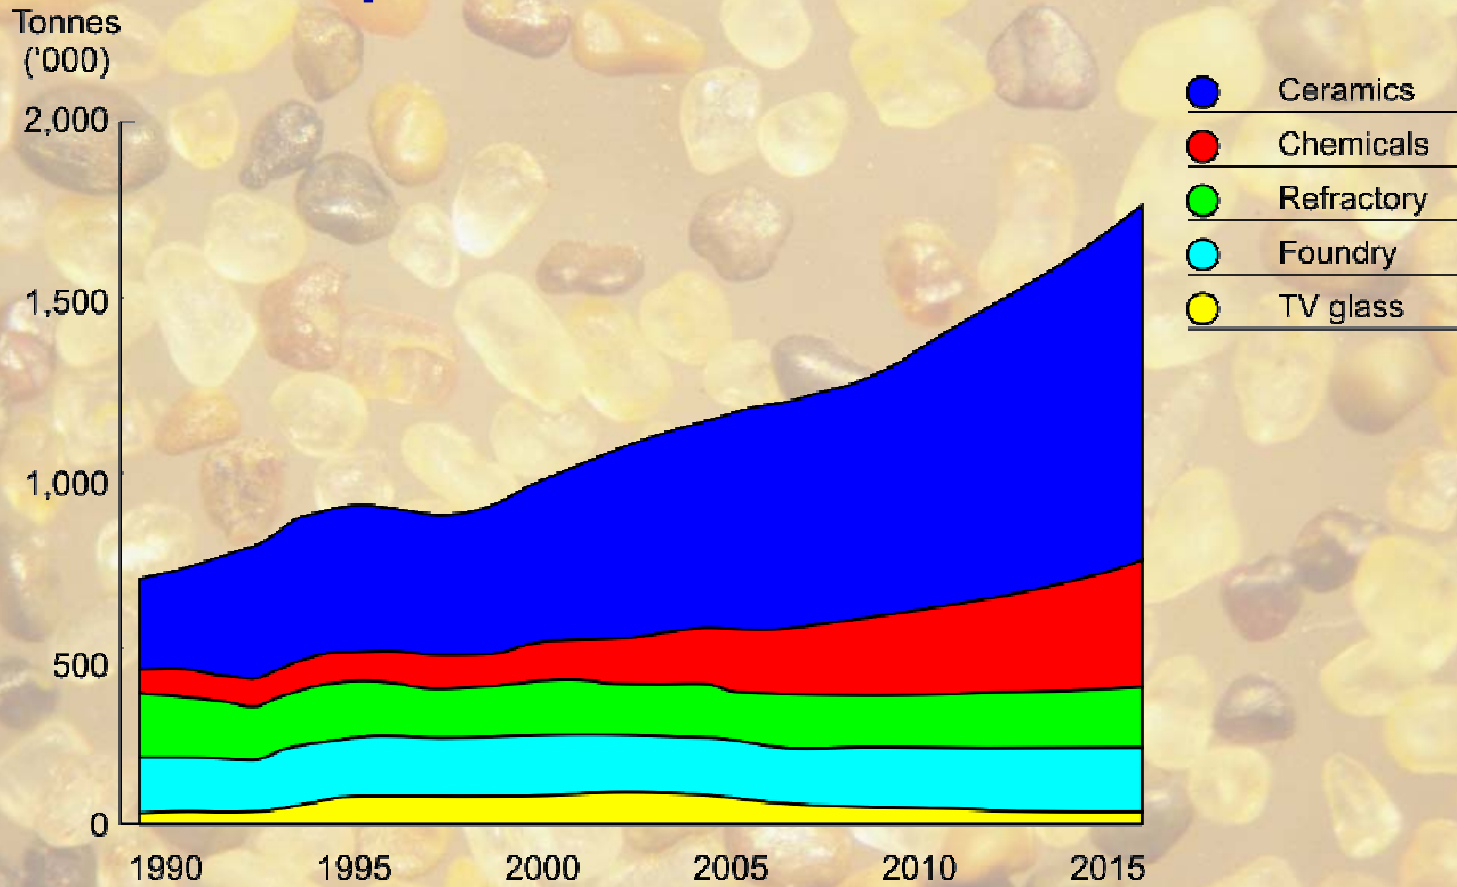 Tonnes
('000)
2,000
1,500
1,000
500
0
1990 1995 2000 2005 2010 2015
Ceramics
Chemicals
Refractory
Foundry
TV glass